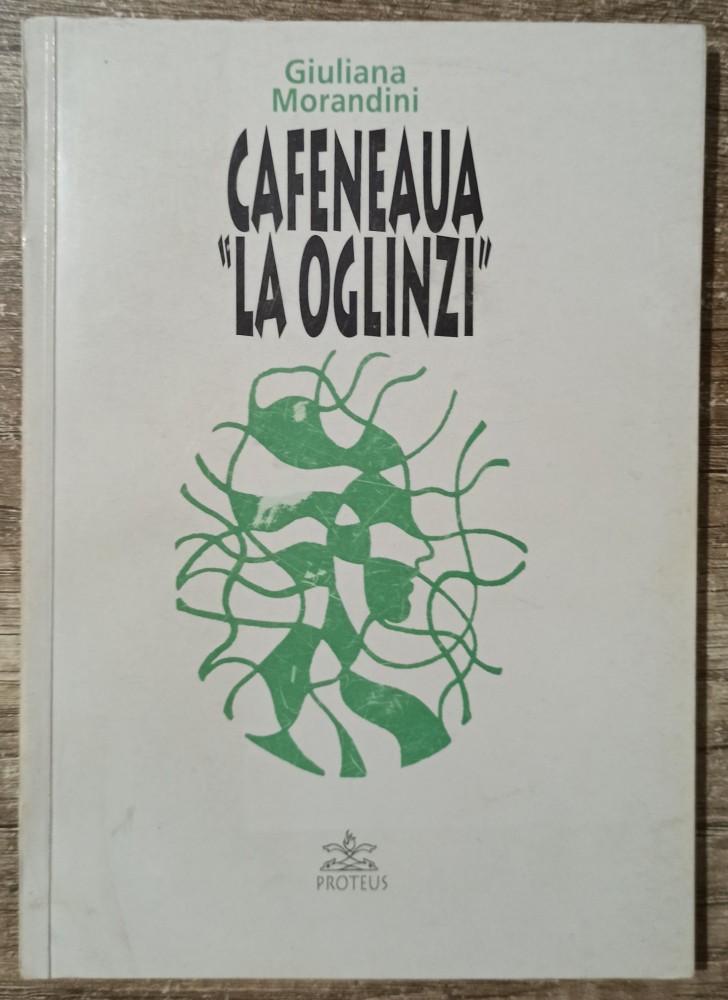 Giuliana
Morandini
CAFENEAUA
"LA OGLINZI"
PROTEUS